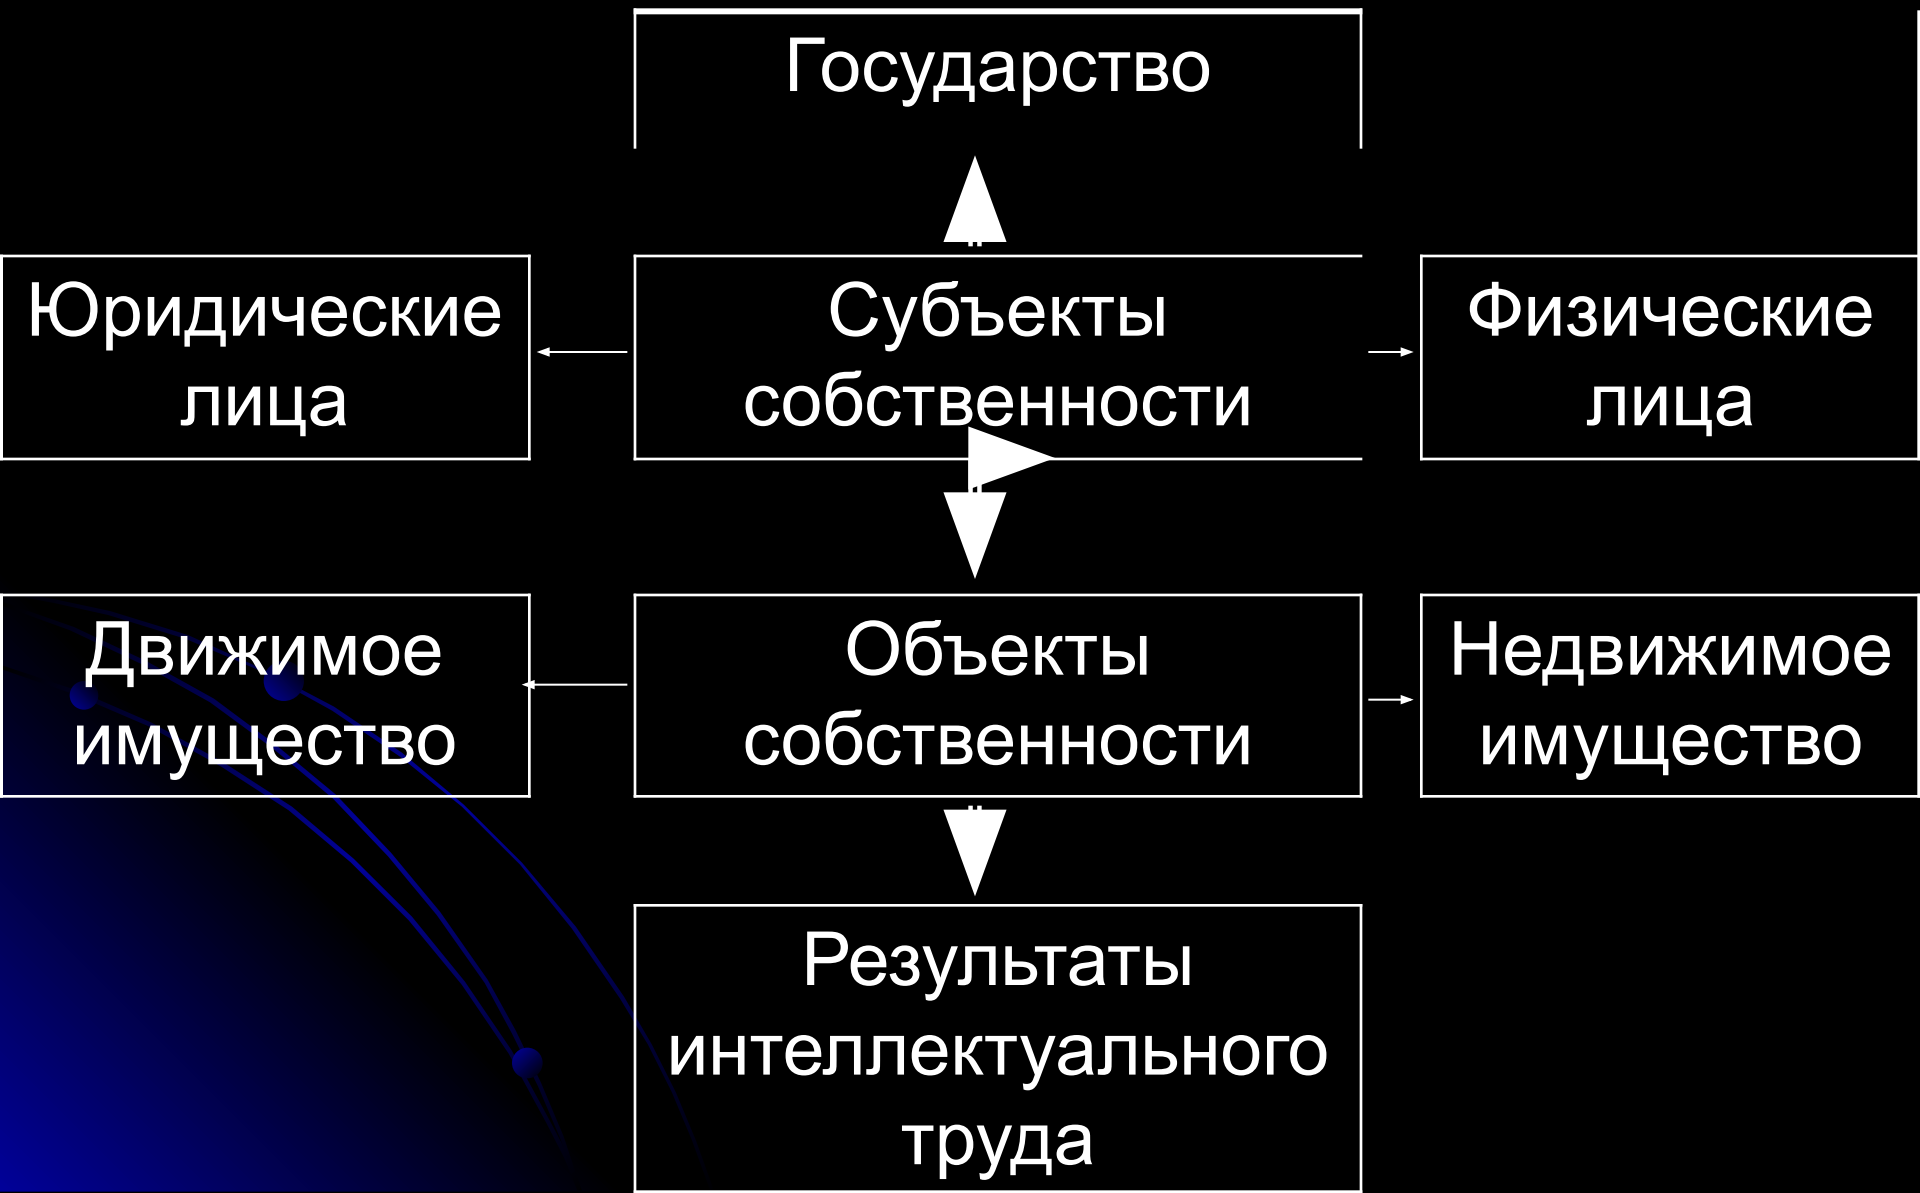 Государство
Юридические
лица
Субъекты
собственности
Физические
лица
Движимое
имущество
Объекты
собственности
Недвижимое
имущество
Результаты
интеллектуального
труда